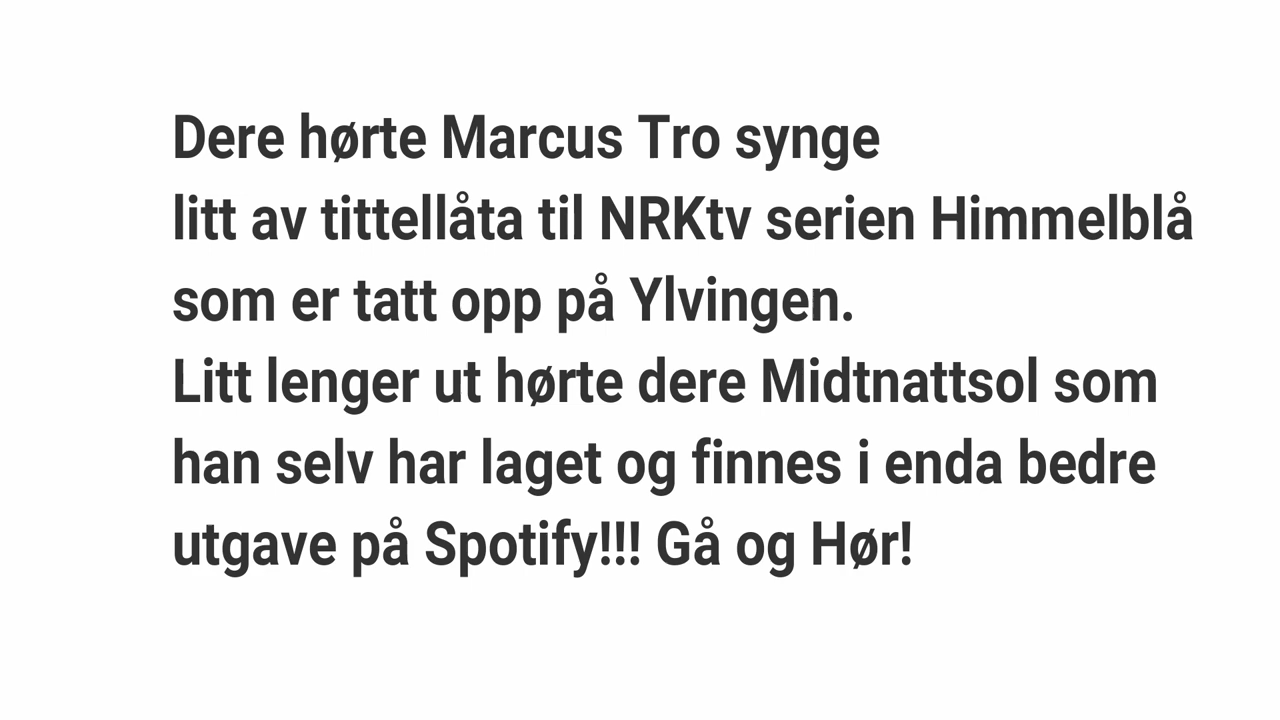 Dere hørte Marcus Tro synge
litt av tittellåta til NRKtv serien Himmelblå
som er tatt opp på Ylvingen.
Litt lenger ut hørte dere Midtnattsol som
han selv har laget og finnes i enda bedre
utgave på Spotify!!! Gå og Hør!